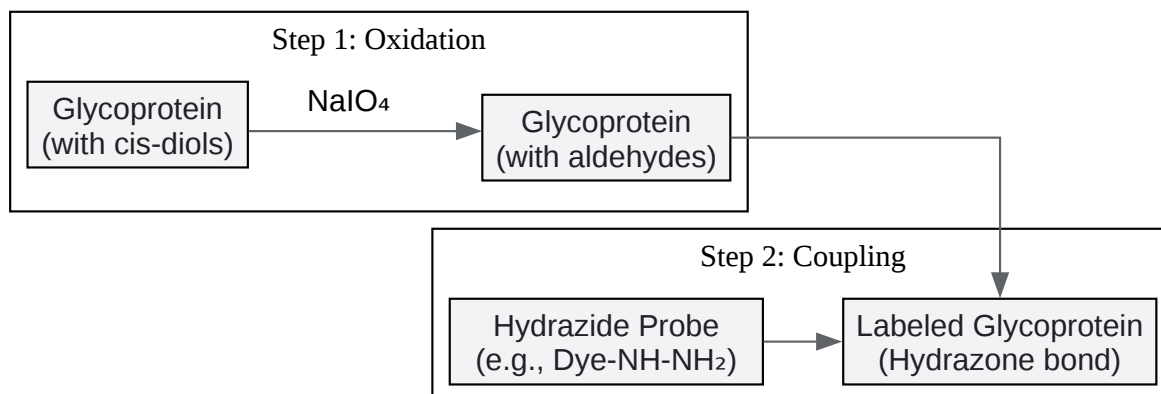 Step 1: Oxidation
Glycoprotein
(with cis-diols)
NaIO₄
Glycoprotein
(with aldehydes)
Step 2: Coupling
Hydrazide Probe
(e.g., Dye-NH-NH₂)
Labeled Glycoprotein
(Hydrazone bond)